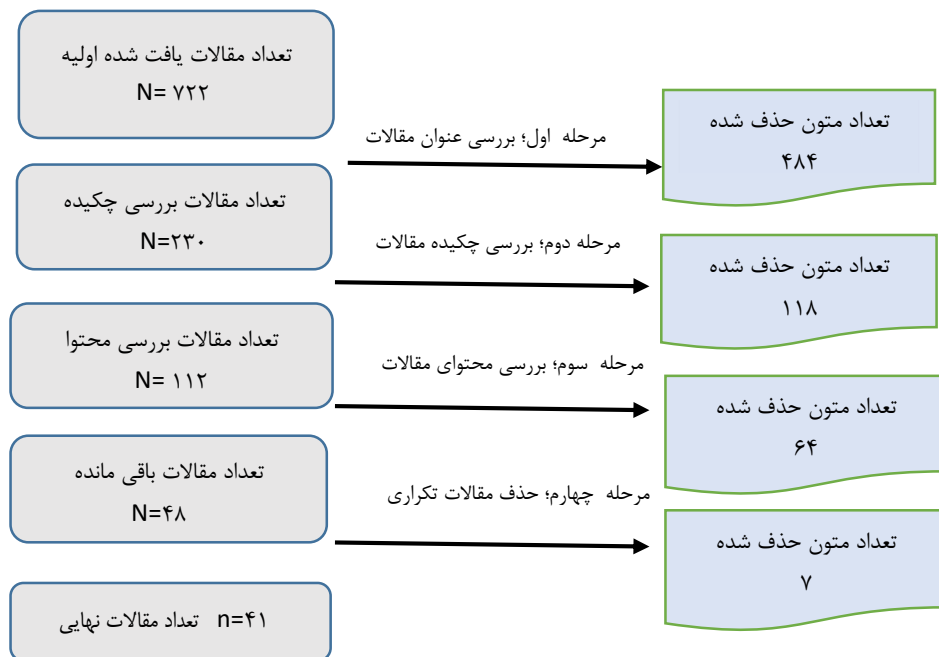 تعداد مقالات یافت شده اولیه
N= ۷۲۲
مرحله اول؛ بررسی عنوان مقالات
تعداد متون حذف شده
۴۸۴
تعداد مقالات بررسی چکیده
N=۲۳۰
مرحله دوم؛ بررسی چکیده مقالات
تعداد متون حذف شده
۱۱۸
تعداد مقالات بررسی محتوا
N= ۱۱۲
مرحله سوم؛ بررسی محتوای مقالات
تعداد متون حذف شده
۶۴
تعداد مقالات باقی مانده
N=۴۸
مرحله چهارم؛ حذف مقالات تکراری
تعداد متون حذف شده
۷
n=۴۱ تعداد مقالات نهایی